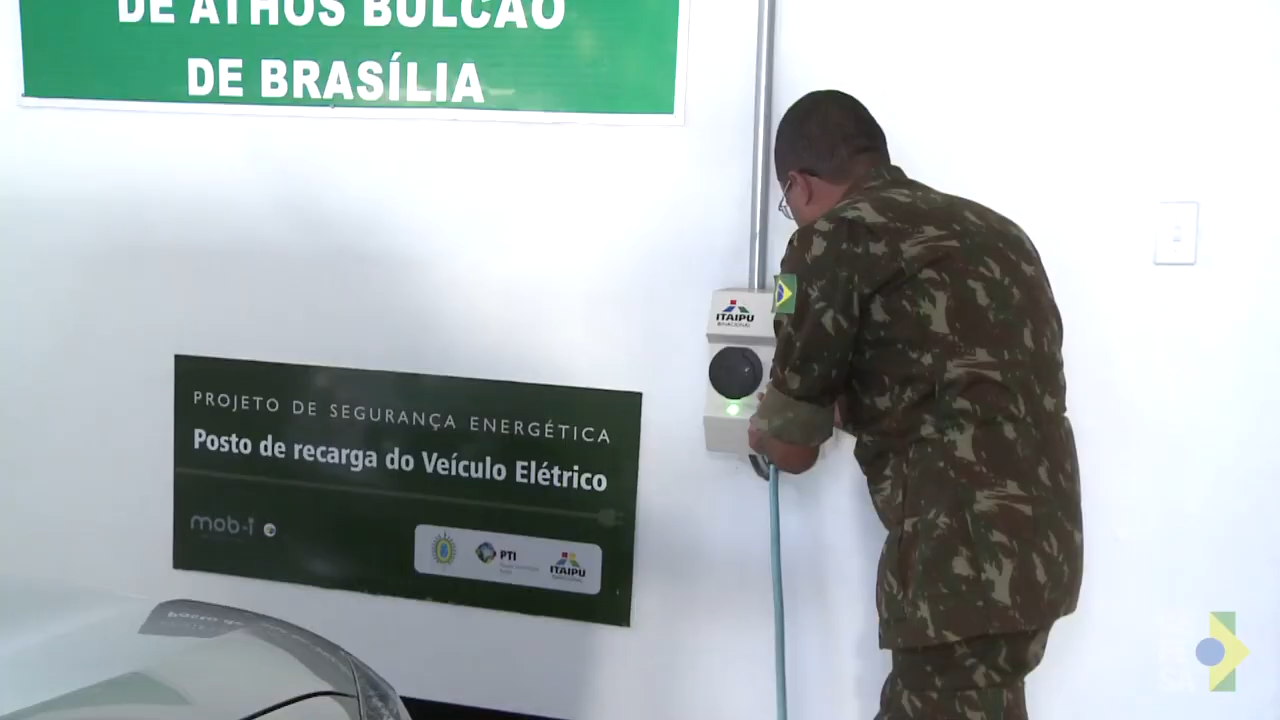 DE ATHOS BULCÃO
DE BRASÍLIA
ITAIPU
BINACIONAL
PROJETO DE SEGURANÇA ENERGÉTICA
Posto de recarga do Veículo Elétrico
mob-i
PTI
ITAIPU